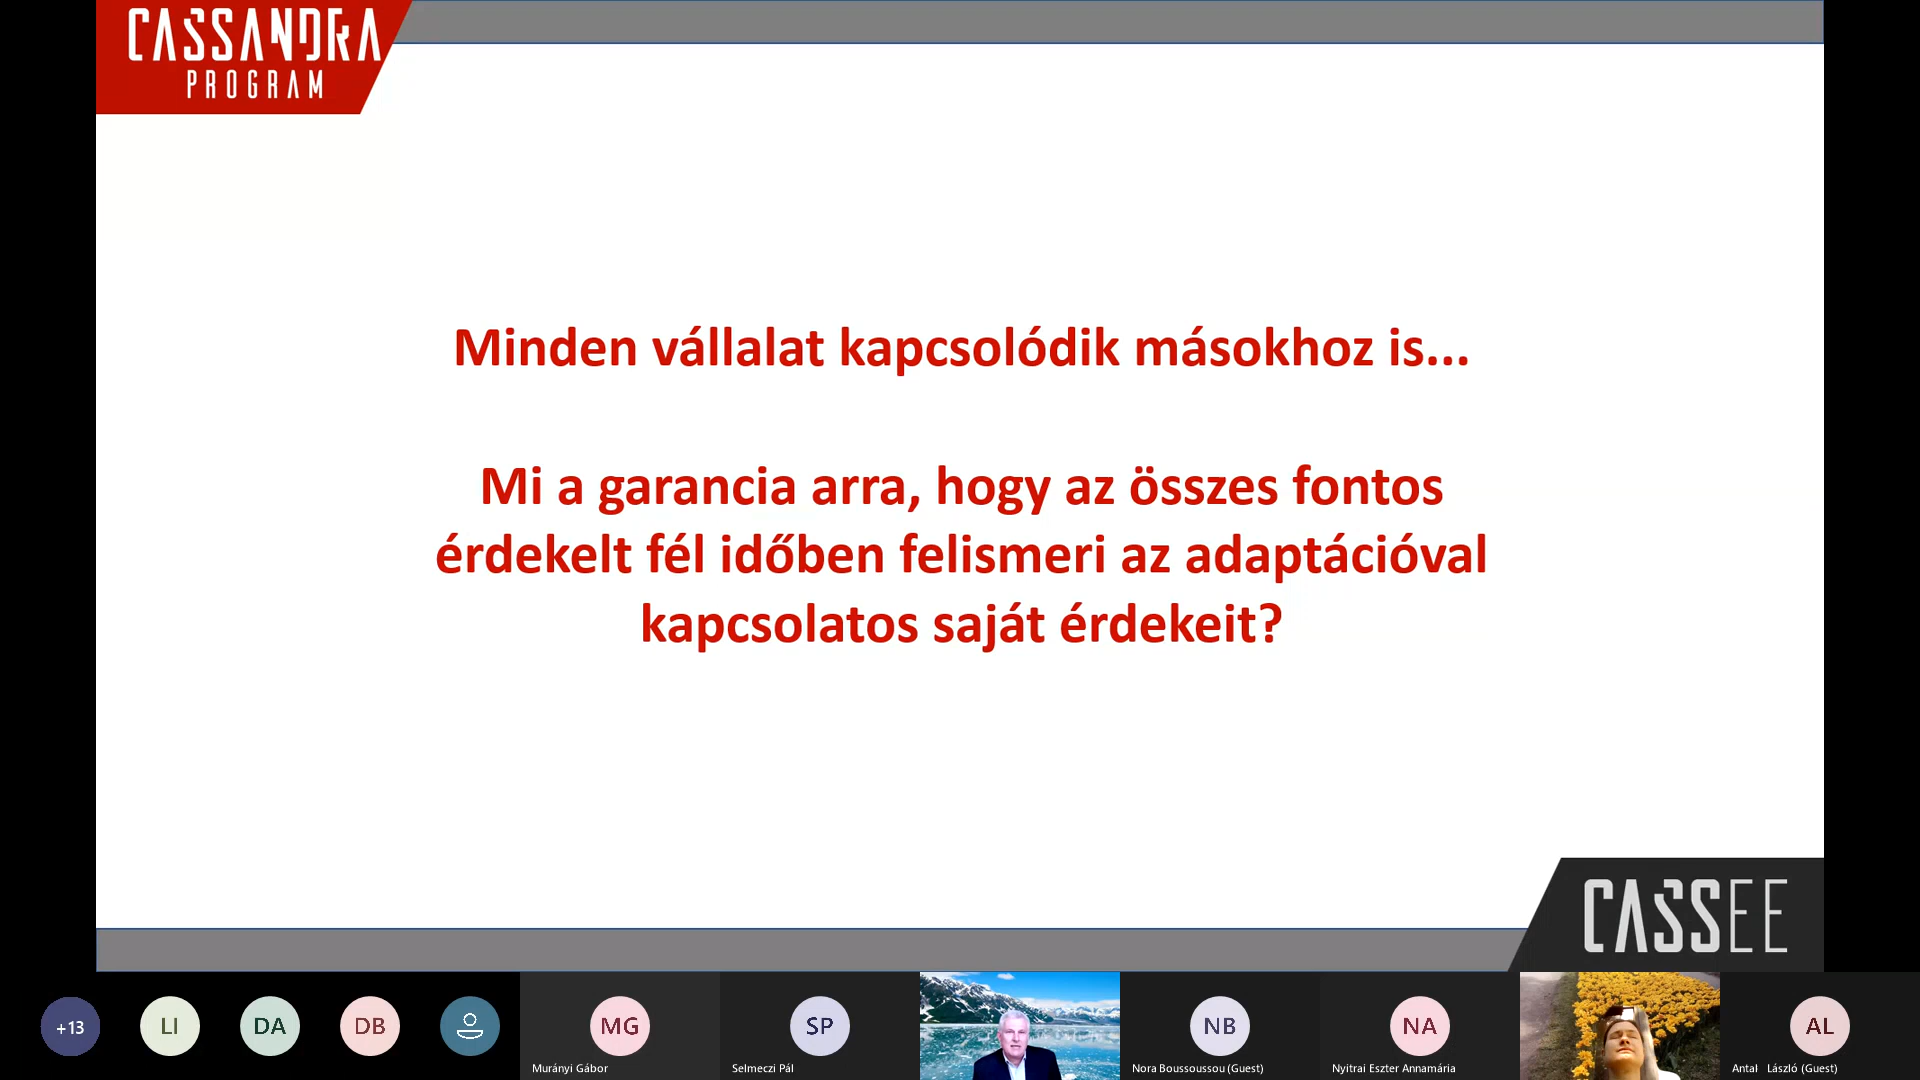 CASSANDRA
PROGRAM
Minden vállalat kapcsolódik másokhoz is...
Mi a garancia arra, hogy az összes fontos
érdekelt fél időben felismeri az adaptációval
kapcsolatos saját érdekeit?
CASSEE
+13
LI
DA
DB
MG
SP
NB
NA
AL
Murányi Gábor
Selmeczi Pál
Nora Boussoussou (Guest)
Nyitrai Eszter Annamária
Antal László (Guest)